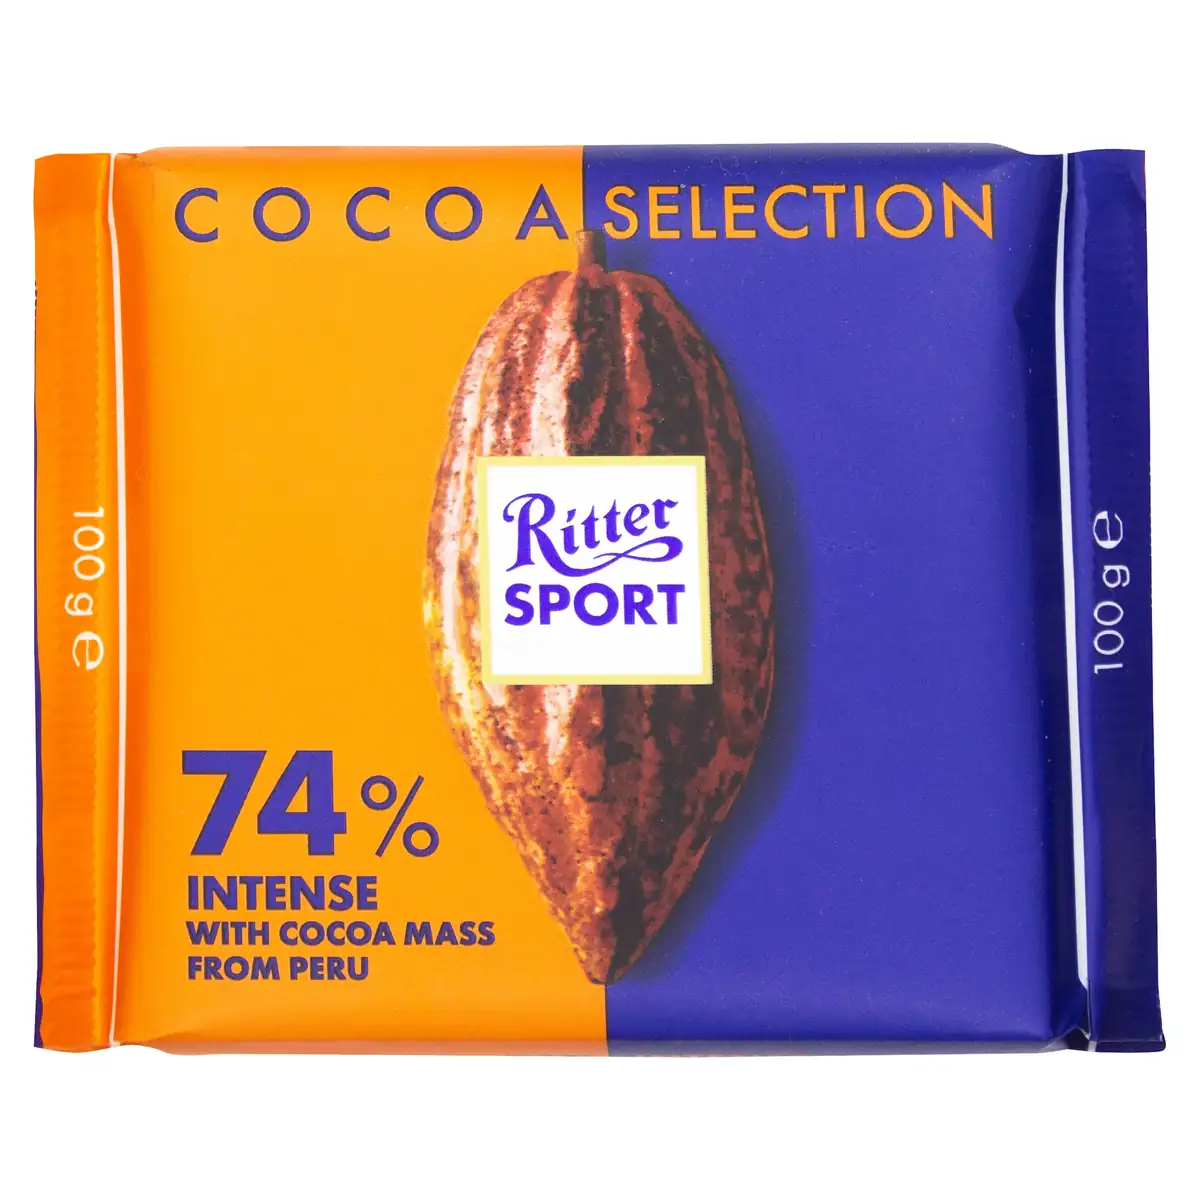 COCOA SELECTION
Ritter
SPORT
100 g e
100 g e
74%
INTENSE
WITH COCOA MASS
FROM PERU